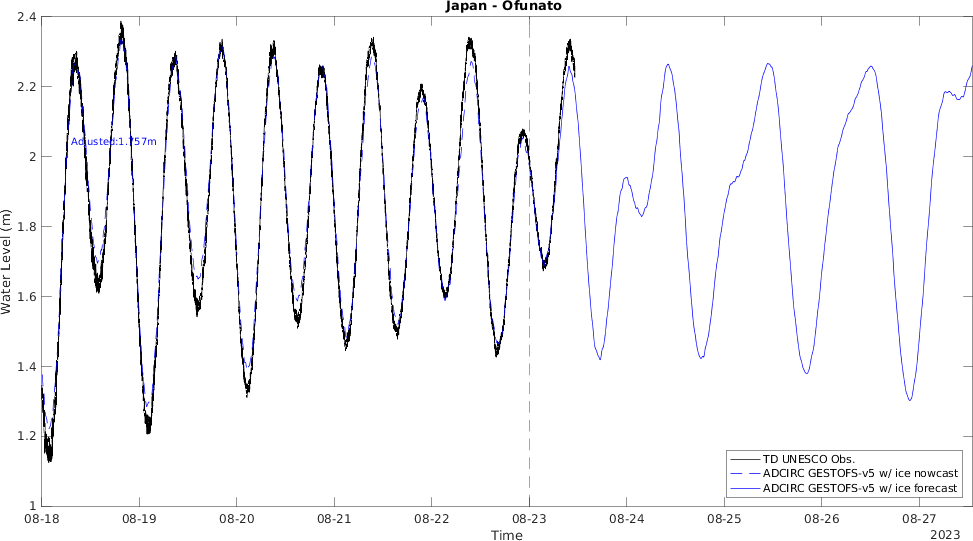 Japan - Ofunato
2.4
2.2
2
1.8
1.6
1.4
1.2
1
Water Level (m)
Adjusted:1.757m
TD UNESCO Obs.
ADCIRC GESTOFS-v5 w/ ice nowcast
ADCIRC GESTOFS-v5 w/ ice forecast
08-18 08-19 08-20 08-21 08-22 08-23 08-24 08-25 08-26 08-27
Time
2023